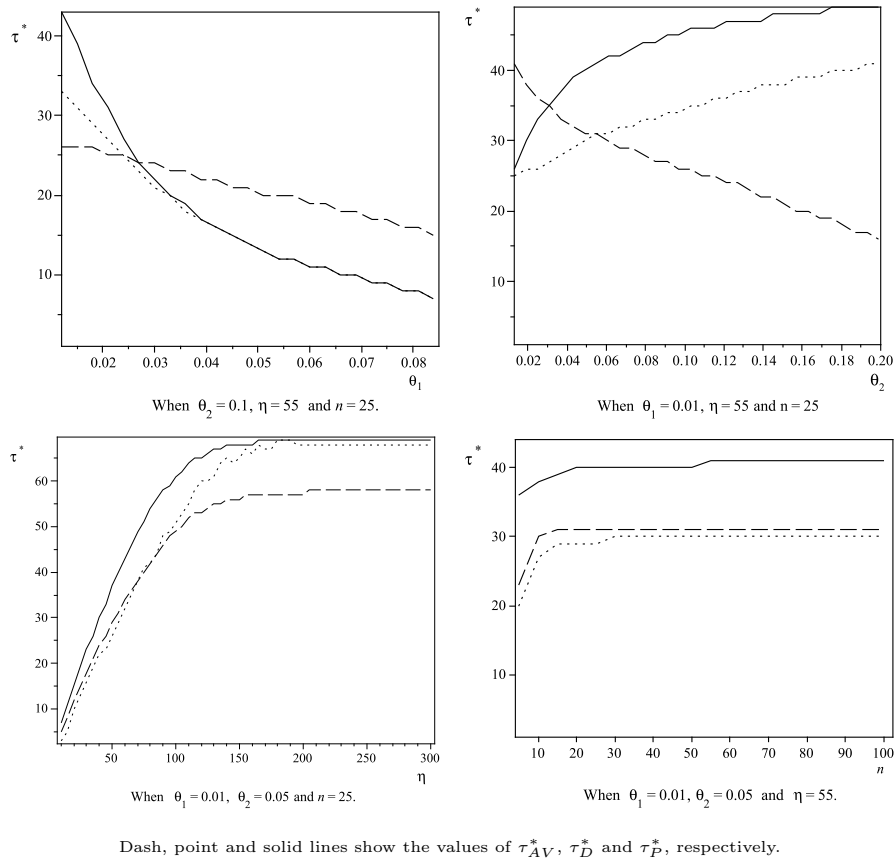 τ*
40
30
20
10
0.02 0.03 0.04 0.05 0.06 0.07 0.08
θ1
When θ2 = 0.1, η = 55 and n = 25.
τ*
40
30
20
10
0.02 0.04 0.06 0.08 0.10 0.12 0.14 0.16 0.18 0.20
θ2
When θ1 = 0.01, η = 55 and n = 25
τ*
60
50
40
30
20
10
50 100 150 200 250 300
η
When θ1 = 0.01, θ2 = 0.05 and n = 25.
τ*
40
30
20
10
10 20 30 40 50 60 70 80 90 100
n
When θ1 = 0.01, θ2 = 0.05 and η = 55.
Dash, point and solid lines show the values of τ*AV, τ*D and τ*P, respectively.